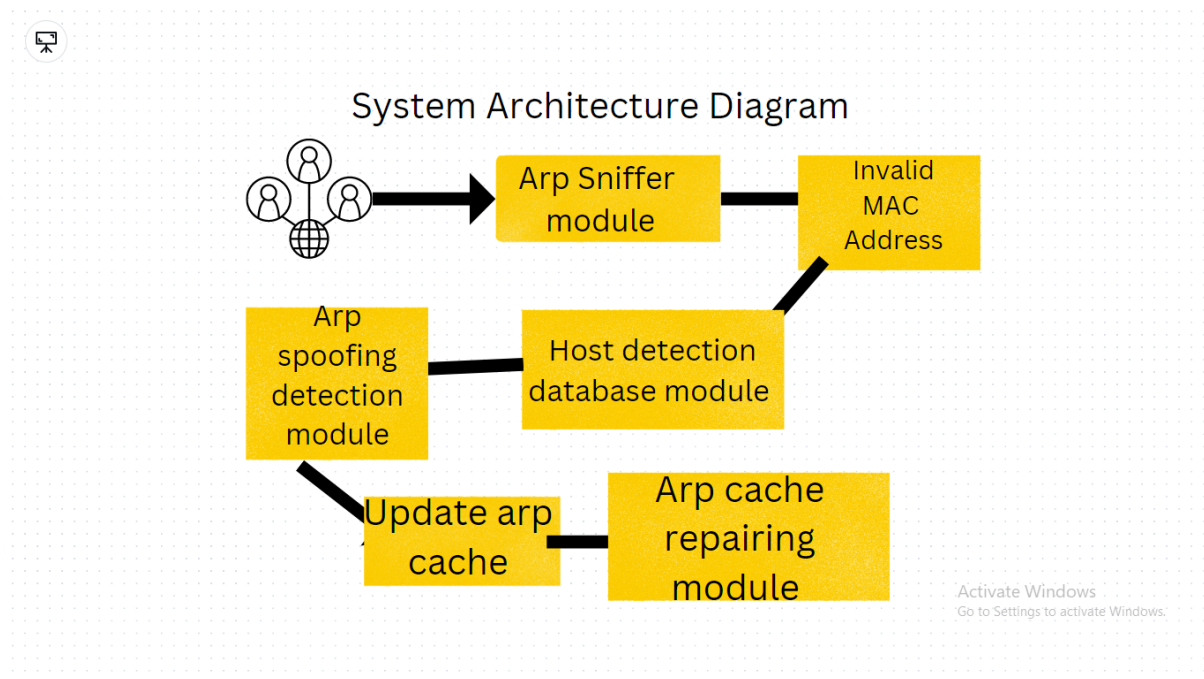 System Architecture Diagram
Arp Sniffer
module
Invalid
MAC
Address
Arp
spoofing
detection
module
Host detection
database module
Update arp
cache
Arp cache
repairing
module
Activate Windows
Go to Settings to activate Windows.